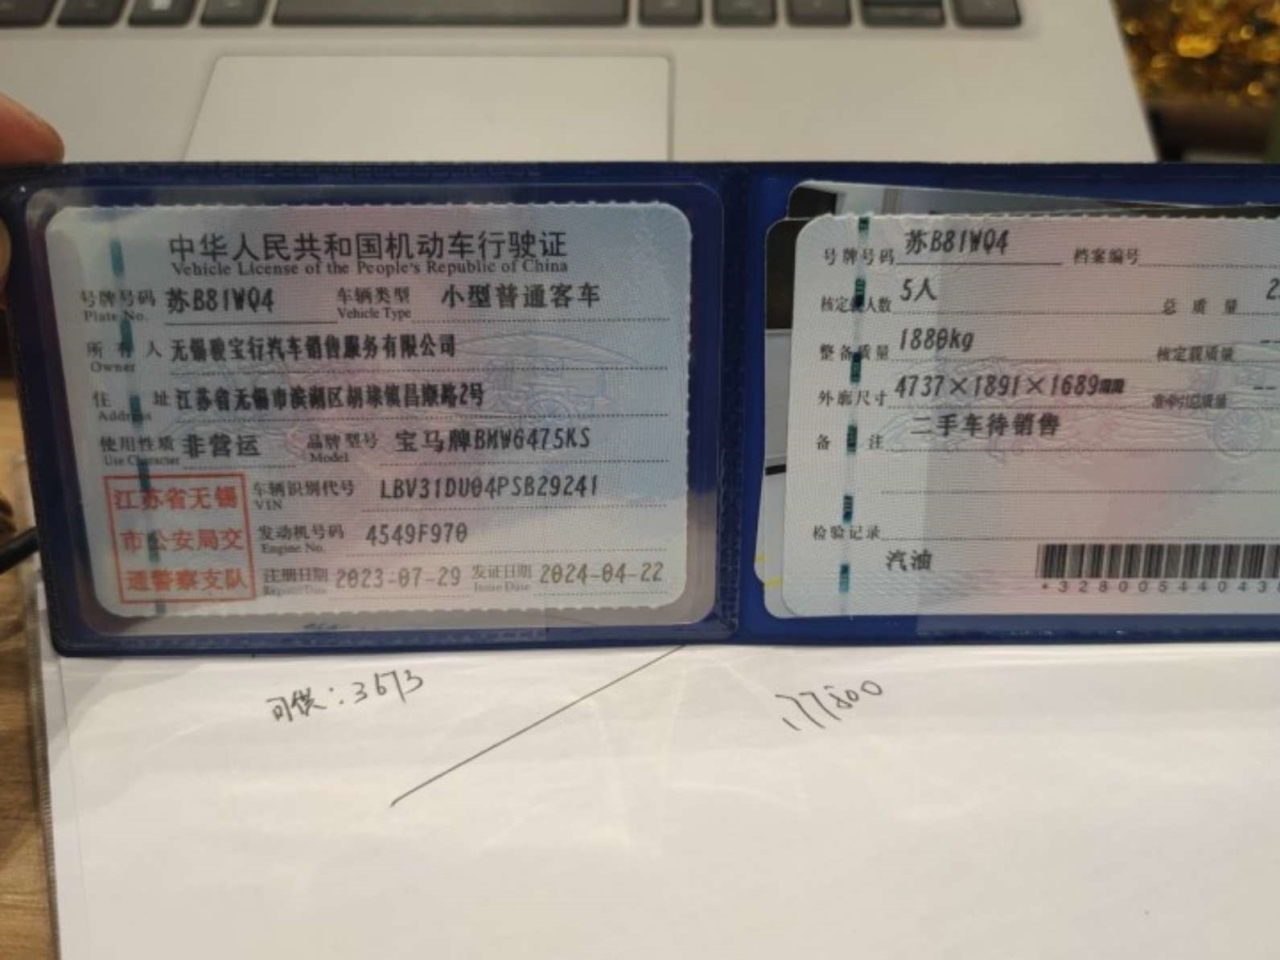 中华人民共和国机动车行驶证
Vehicle License of the People's Republic of China
号牌号码 苏B81WQ4 车辆类型 小型普通客车
Plate No. Vehicle Type
所有人 无锡骏宝行汽车销售服务有限公司
Owner
住址 江苏省无锡市滨湖区胡埭镇昌顺路2号
Address
使用性质 非营运 品牌型号 宝马牌BMW6475KS
Use Character Model
江苏省无锡市公安局交通警察支队
车辆识别代号 LBV31DU04PSB29241
VIN
发动机号码 4549F970
Engine No.
注册日期 2023-07-29 发证日期 2024-04-22
Register Date Issue Date
号牌号码 苏B81WQ4 档案编号
核定载人数 5人 总质量 2
整备质量 1880kg 核定载质量 --
外廓尺寸 4737×1891×1689mm 准牵引总质量 --
备注 二手车待销售
检验记录
汽油
*32800544043
可供:3673
177800